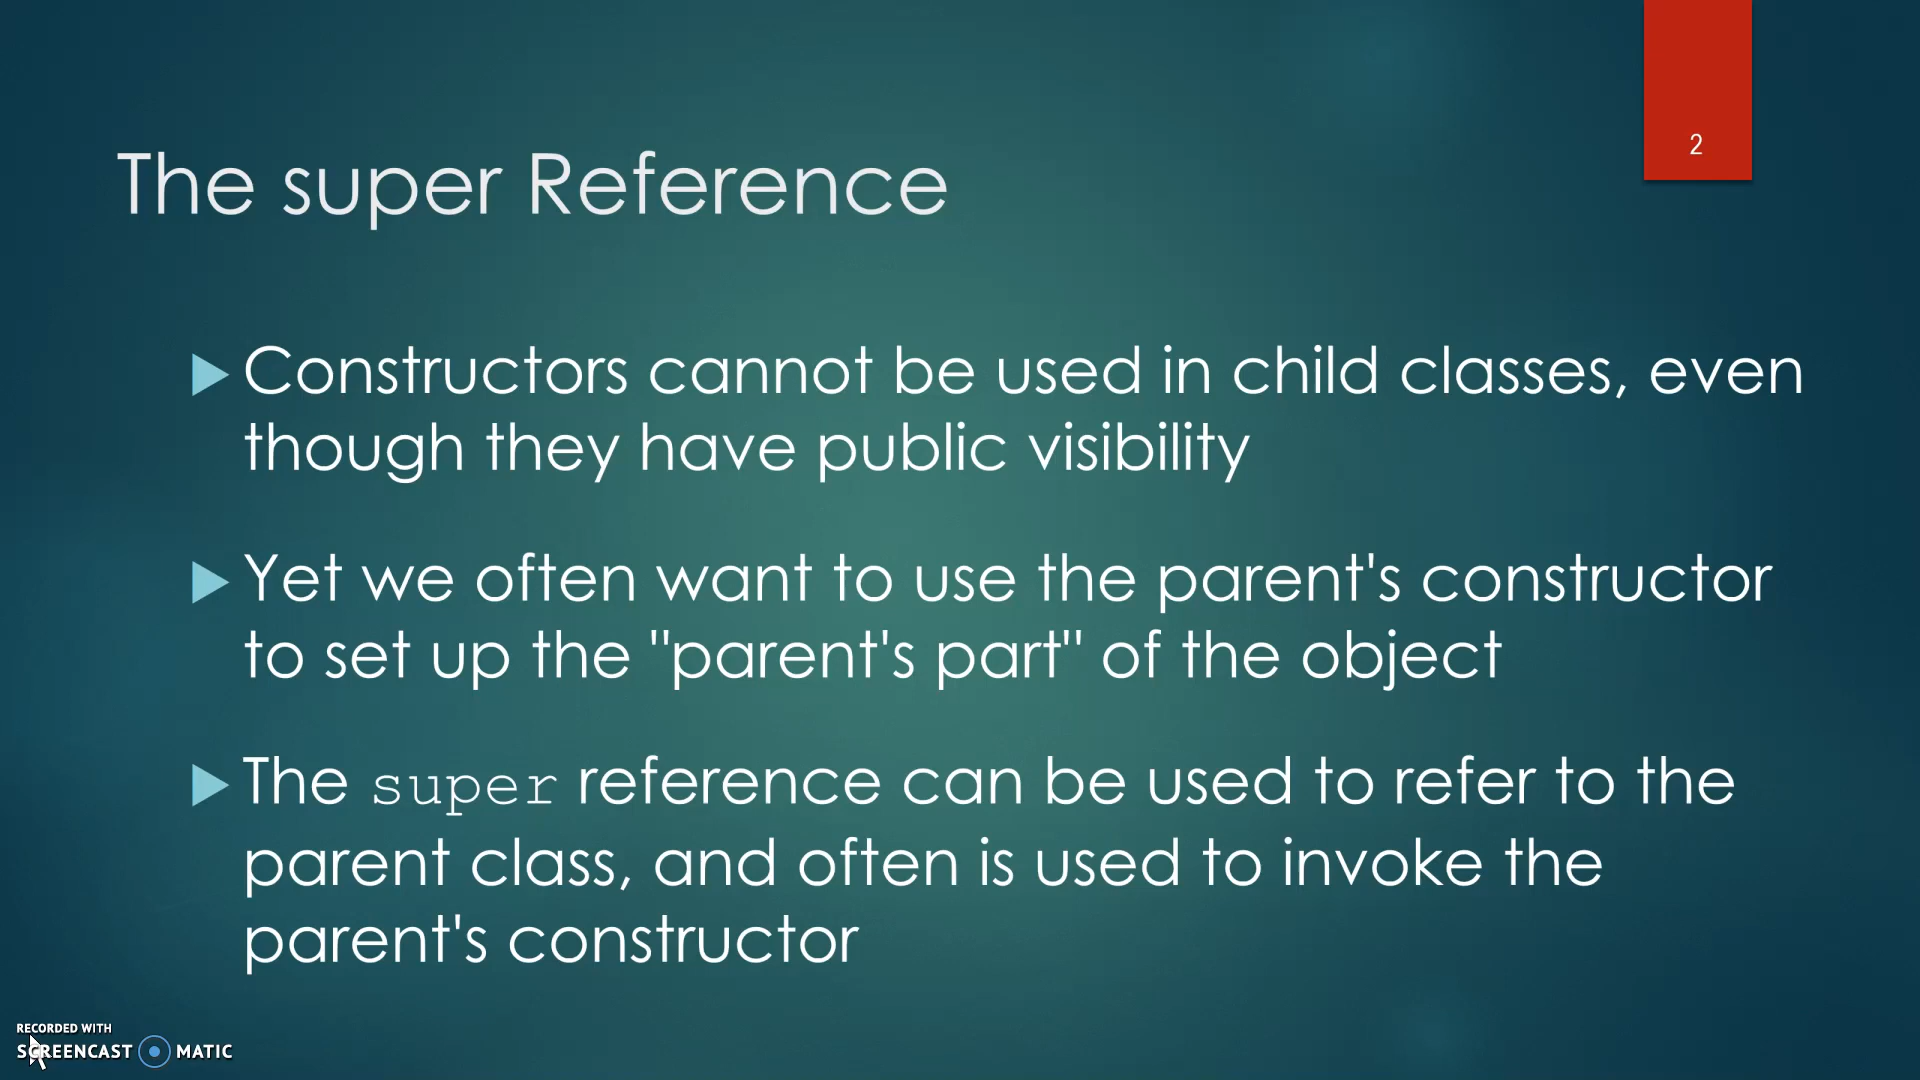 2
The super Reference
Constructors cannot be used in child classes, even
though they have public visibility
Yet we often want to use the parent's constructor
to set up the "parent's part" of the object
The super reference can be used to refer to the
parent class, and often is used to invoke the
parent's constructor
RECORDED WITH
SCREENCAST MATIC